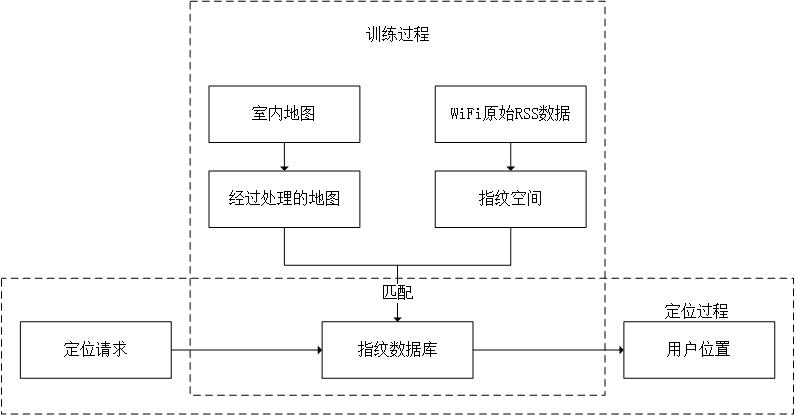 训练过程
室内地图
WiFi原始RSS数据
经过处理的地图
指纹空间
匹配
定位过程
定位请求
指纹数据库
用户位置